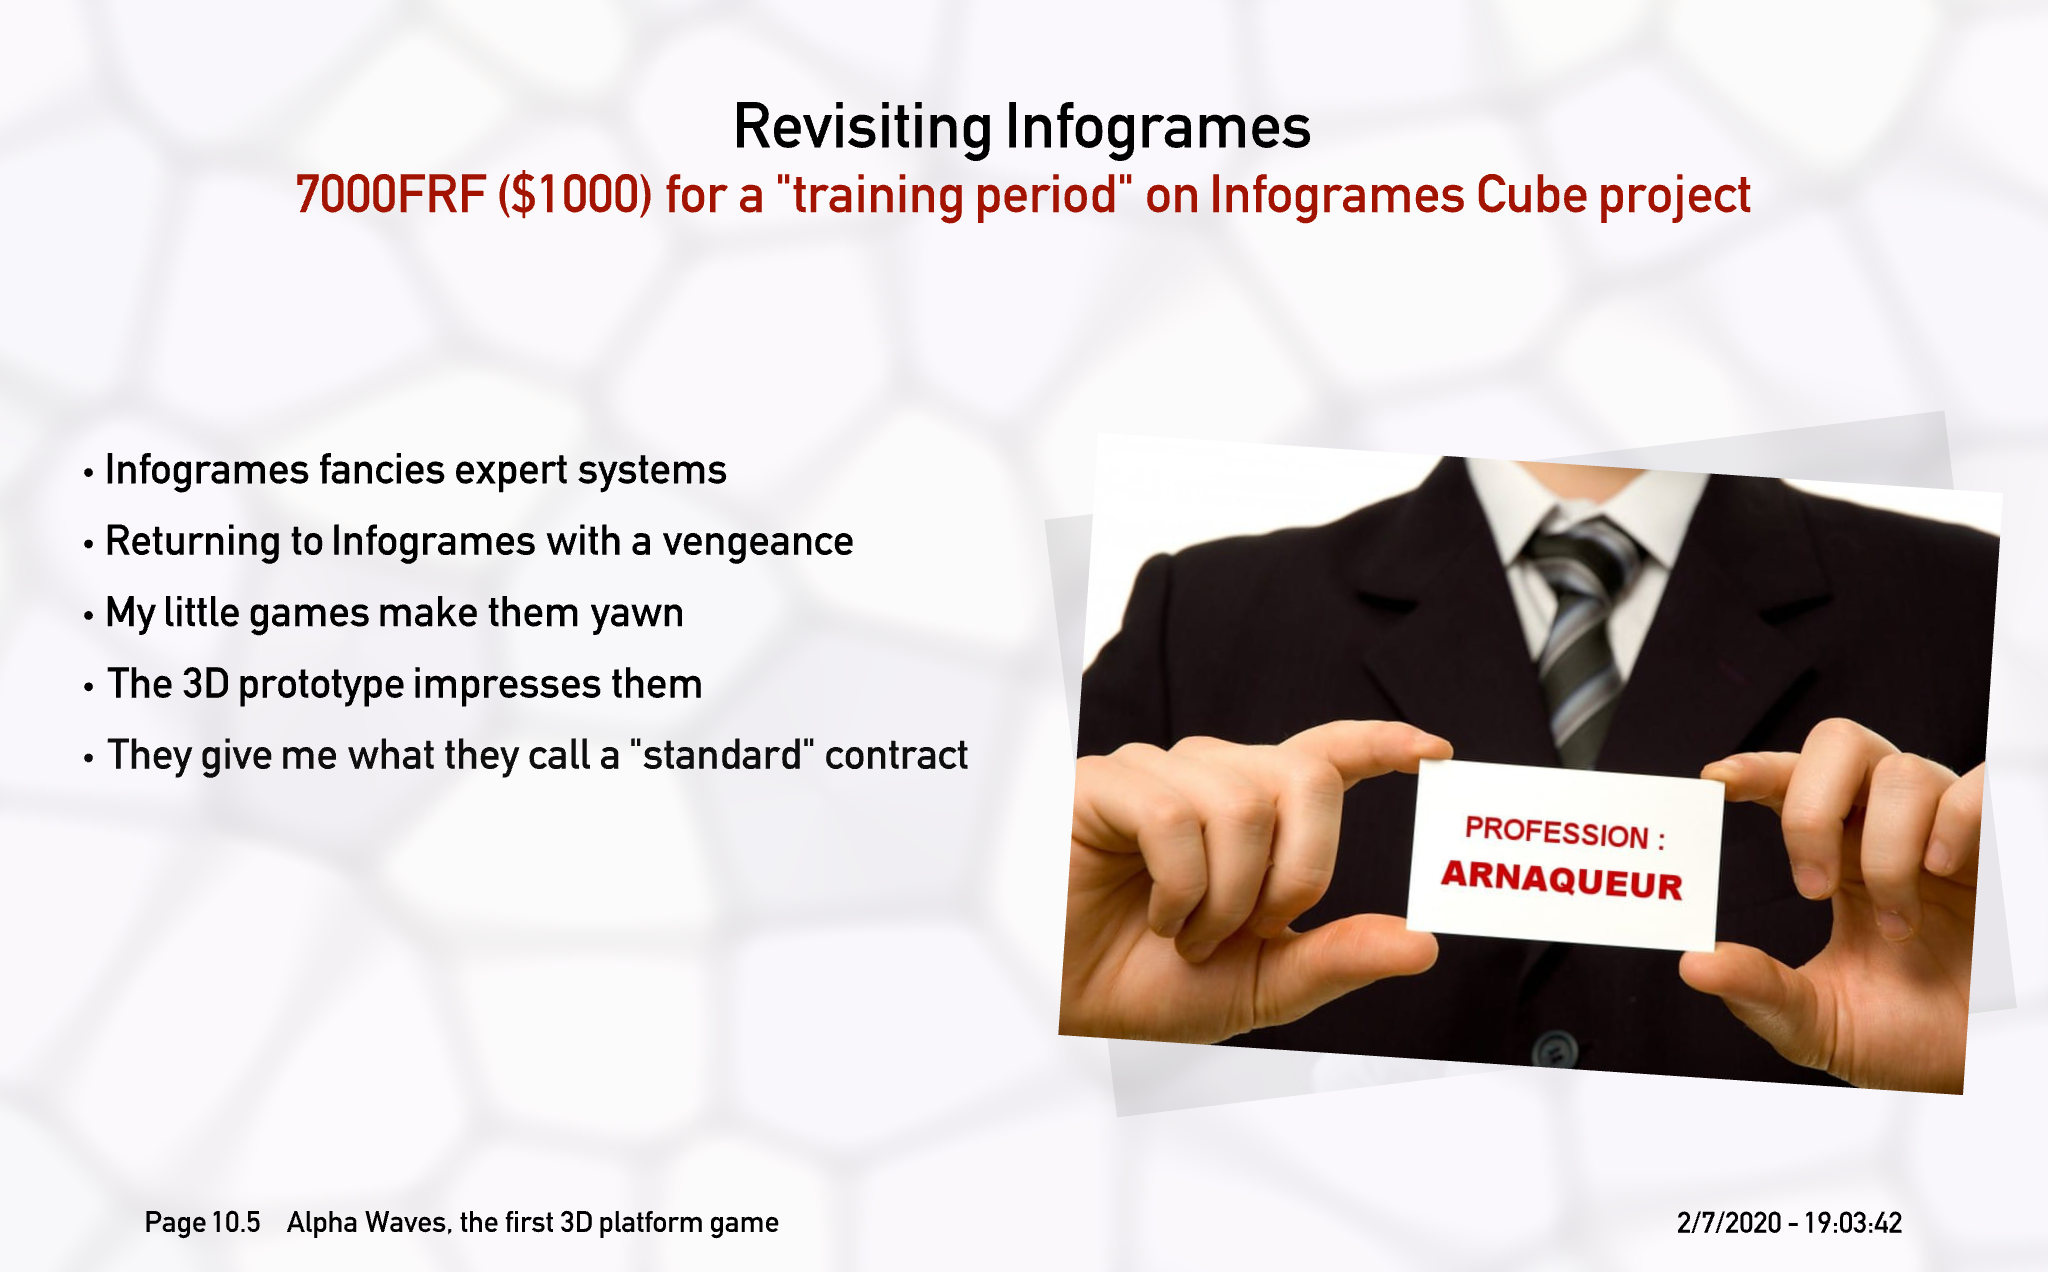 Revisiting Infogrames
7000FRF ($1000) for a "training period" on Infogrames Cube project
• Infogrames fancies expert systems
• Returning to Infogrames with a vengeance
• My little games make them yawn
• The 3D prototype impresses them
• They give me what they call a "standard" contract
PROFESSION :
ARNAQUEUR
Page 10.5 Alpha Waves, the first 3D platform game
2/7/2020 - 19:03:42